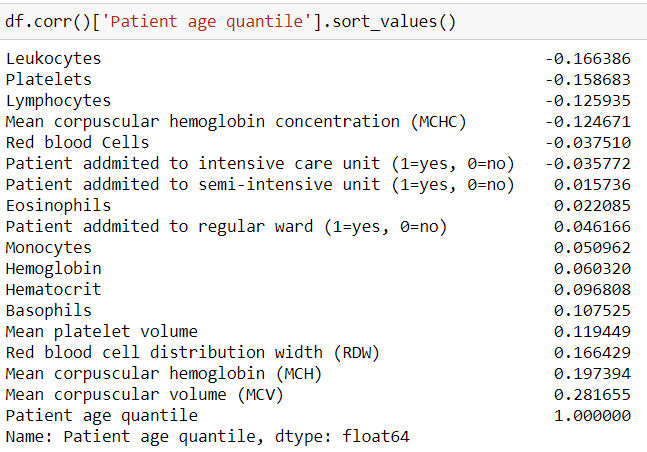 df.corr()['Patient age quantile'].sort_values()
Leukocytes -0.166386
Platelets -0.158683
Lymphocytes -0.125935
Mean corpuscular hemoglobin concentration (MCHC) -0.124671
Red blood Cells -0.037510
Patient addmited to intensive care unit (1=yes, 0=no) -0.035772
Patient addmited to semi-intensive unit (1=yes, 0=no) 0.015736
Eosinophils 0.022085
Patient addmited to regular ward (1=yes, 0=no) 0.046166
Monocytes 0.050962
Hemoglobin 0.060320
Hematocrit 0.096808
Basophils 0.107525
Mean platelet volume 0.119449
Red blood cell distribution width (RDW) 0.166429
Mean corpuscular hemoglobin (MCH) 0.197394
Mean corpuscular volume (MCV) 0.281655
Patient age quantile 1.000000
Name: Patient age quantile, dtype: float64